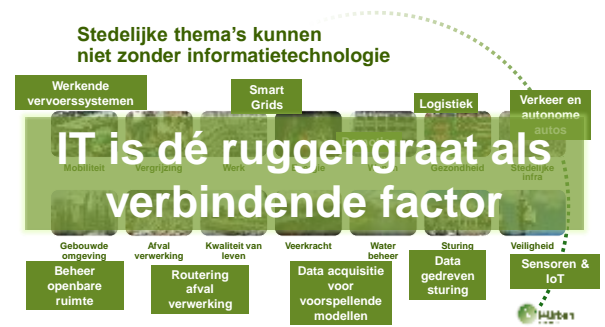 Stedelijke thema's kunnen
niet zonder informatietechnologie
Werkende
vervoerssystemen
Smart
Grids
Logistiek
Verkeer en
autonome
autos
IT is dé ruggengraat als
verbindende factor
Mobiliteit
Vergrijzing
Werk
Gezondheid
Stedelijke
infra
Gebouwde
omgeving
Afval
verwerking
Kwaliteit van
leven
Veerkracht
Water
beheer
Sturing
Veiligheid
Beheer
openbare
ruimte
Routering
afval
verwerking
Data acquisitie
voor
voorspellende
modellen
Data
gedreven
sturing
Sensoren &
IoT